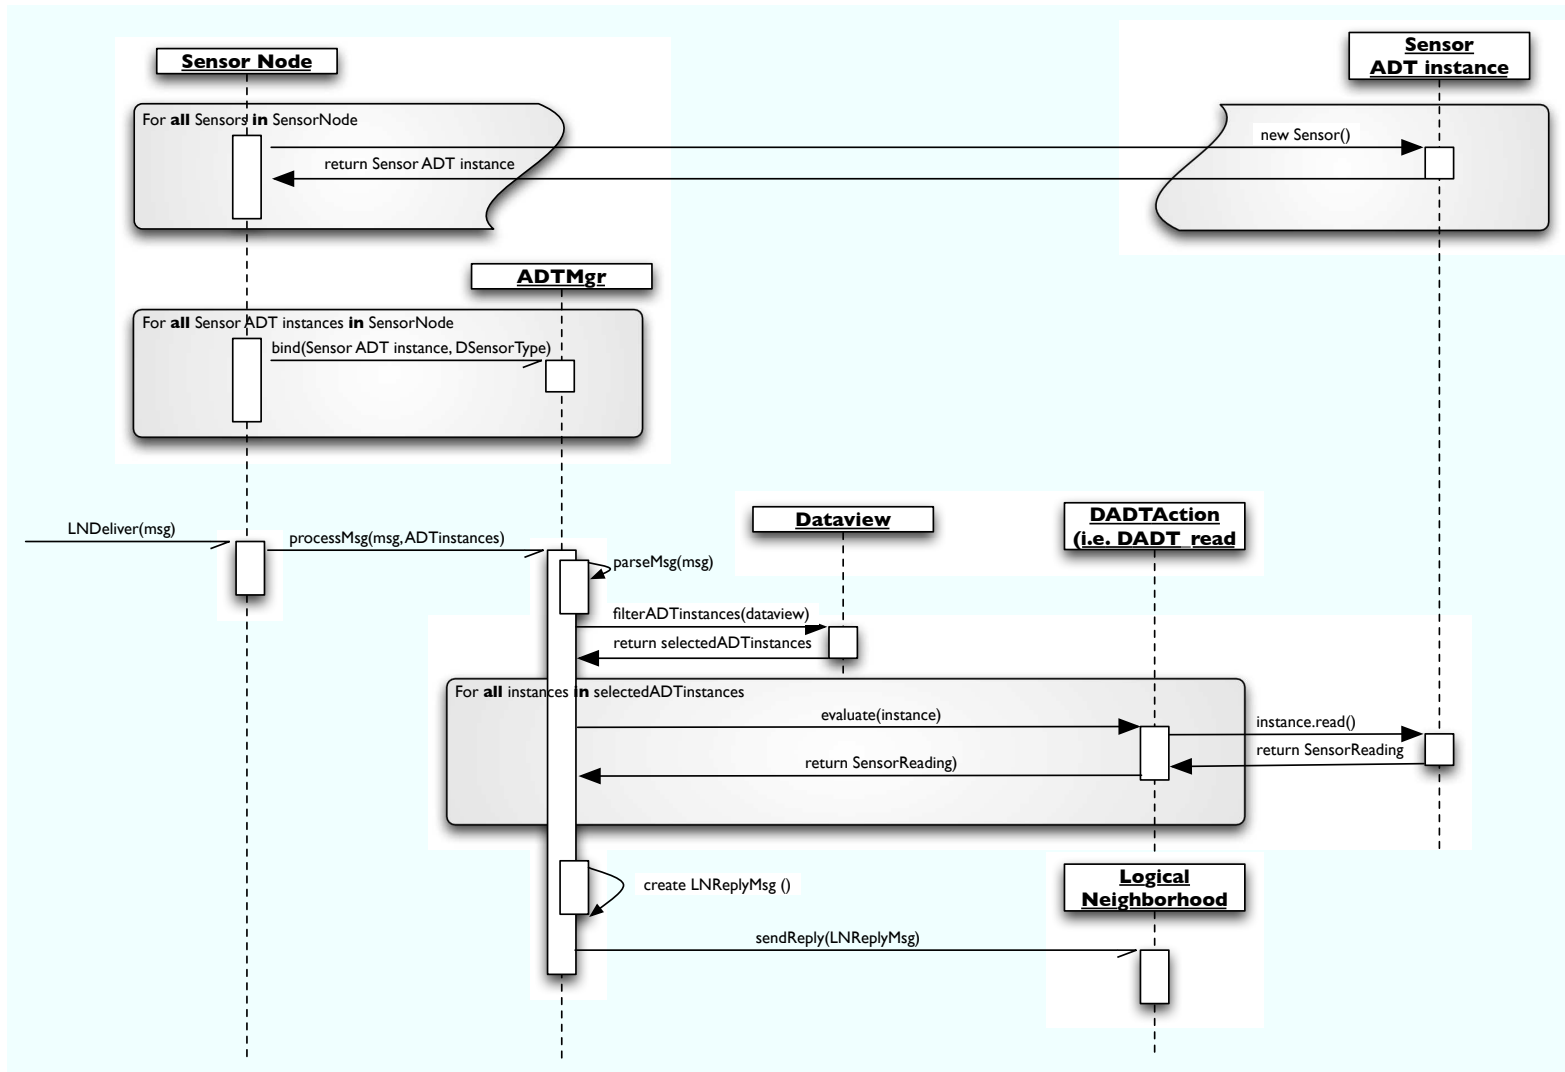 Sensor Node
Sensor
ADT instance
For all Sensors in SensorNode
new Sensor()
return Sensor ADT instance
ADTMgr
For all Sensor ADT instances in SensorNode
bind(Sensor ADT instance, DSensorType)
Dataview
DADTAction
(i.e. DADT_read
LNDeliver(msg)
processMsg(msg,ADTinstances)
parseMsg(msg)
filterADTinstances(dataview)
return selectedADTinstances
For all instances in selectedADTinstances
evaluate(instance)
instance.read()
return SensorReading
return SensorReading)
Logical
Neighborhood
create LNReplyMsg ()
sendReply(LNReplyMsg)